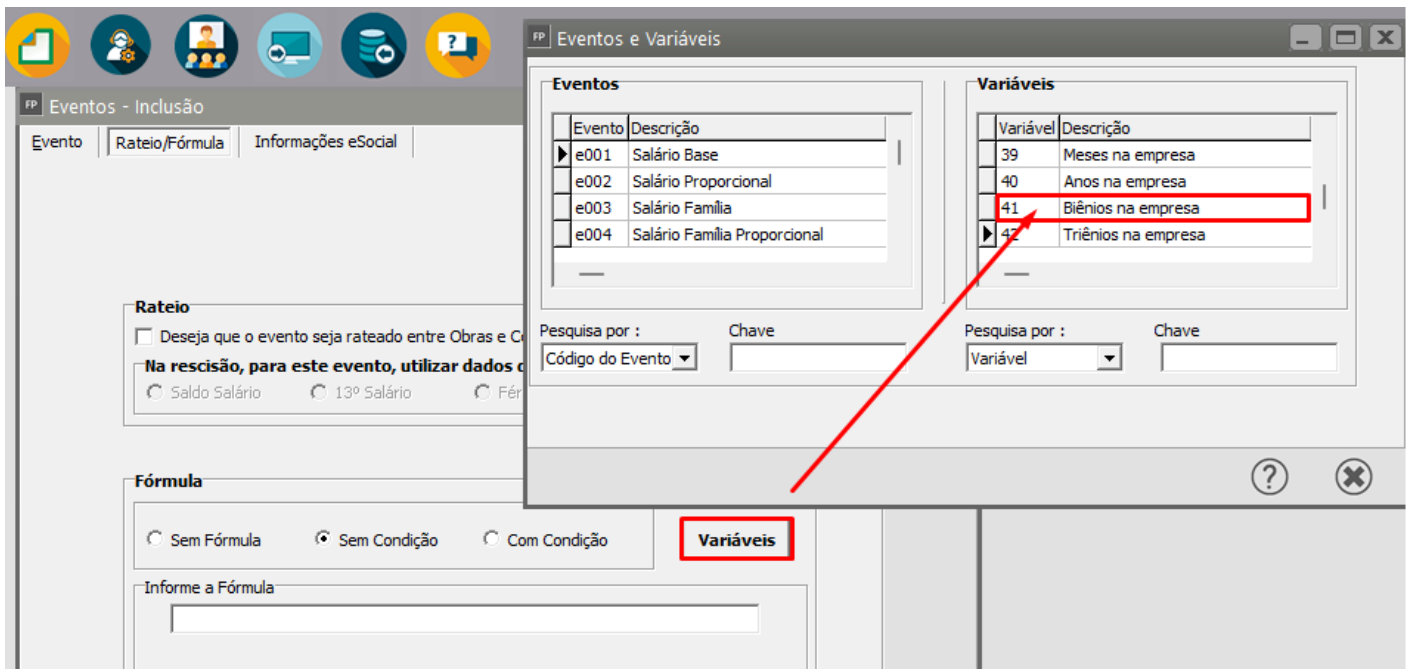 FP Eventos - Inclusão
Evento
Rateio/Fórmula
Informações eSocial
Rateio
Deseja que o evento seja rateado entre Obras e
Na rescisão, para este evento, utilizar dados
Saldo Salário
13º Salário
Fér
Fórmula
Sem Fórmula
Sem Condição
Com Condição
Variáveis
Informe a Fórmula
FP Eventos e Variáveis
Eventos
Evento Descrição
e001 Salário Base
e002 Salário Proporcional
e003 Salário Família
e004 Salário Família Proporcional
Pesquisa por :
Chave
Código do Evento
Variáveis
Variável Descrição
39 Meses na empresa
40 Anos na empresa
41 Biênios na empresa
42 Triênios na empresa
Pesquisa por :
Chave
Variável